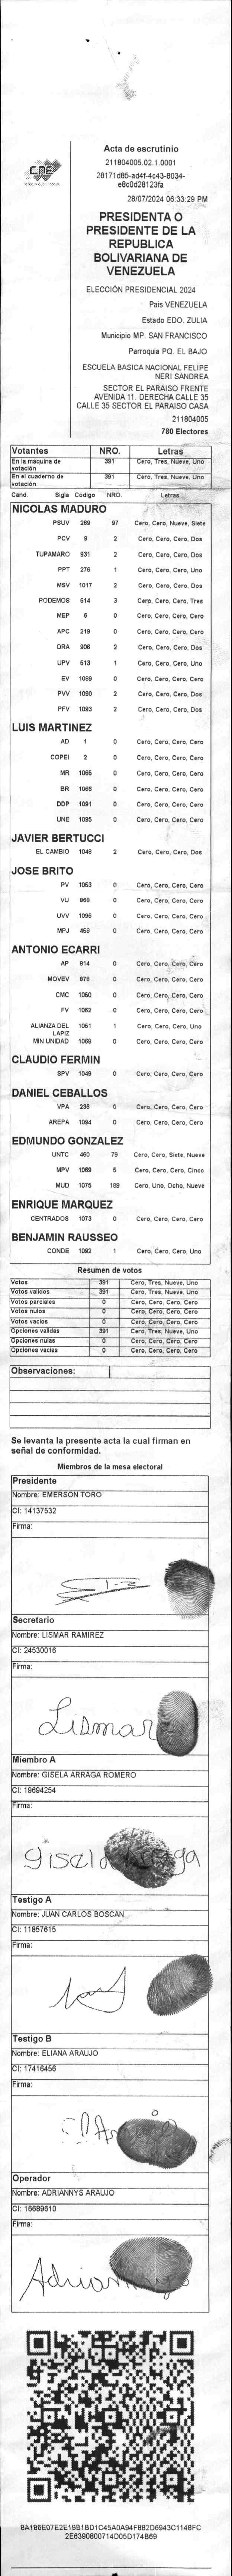 CNE
Acta de escrutinio
211804005.02.1.0001
26171d85-ad4f-4c43-8034-
e8c0d28123fa
28/07/2024 06:33:29 PM
PRESIDENTA O
PRESIDENTE DE LA
REPUBLICA
BOLIVARIANA DE
VENEZUELA
ELECCIÓN PRESIDENCIAL 2024
Pais VENEZUELA
Estado EDO. ZULIA
Municipio MP. SAN FRANCISCO
Parroquia PQ. EL BAJO
ESCUELA BASICA NACIONAL FELIPE
NERI SANDREA
SECTOR EL PARAISO FRENTE
AVENIDA 11. DERECHA CALLE 35
CALLE 35 SECTOR EL PARAISO CASA
211804005
780 Electores
Votantes NRO. Letras
En la máquina de votación 391 Cero, Tres, Nueve, Uno
En el cuaderno de votación 391 Cero, Tres, Nueve, Uno
Cand. Sigla Código NRO. Letras
NICOLAS MADURO
PSUV 269 97 Cero, Cero, Nueve, Siete
PCV 9 2 Cero, Cero, Cero, Dos
TUPAMARO 931 2 Cero, Cero, Cero, Dos
PPT 276 1 Cero, Cero, Cero, Uno
MSV 1017 2 Cero, Cero, Cero, Dos
PODEMOS 514 3 Cero, Cero, Cero, Tres
MEP 6 0 Cero, Cero, Cero, Cero
APC 219 0 Cero, Cero, Cero, Cero
ORA 906 2 Cero, Cero, Cero, Dos
UPV 513 1 Cero, Cero, Cero, Uno
EV 1089 0 Cero, Cero, Cero, Cero
PVV 1090 2 Cero, Cero, Cero, Dos
PFV 1093 2 Cero, Cero, Cero, Dos
LUIS MARTINEZ
AD 1 0 Cero, Cero, Cero, Cero
COPEI 2 0 Cero, Cero, Cero, Cero
MR 1065 0 Cero, Cero, Cero, Cero
BR 1066 0 Cero, Cero, Cero, Cero
DDP 1091 0 Cero, Cero, Cero, Cero
UNE 1095 0 Cero, Cero, Cero, Cero
JAVIER BERTUCCI
EL CAMBIO 1048 2 Cero, Cero, Cero, Dos
JOSE BRITO
PV 1053 0 Cero, Cero, Cero, Cero
VU 968 0 Cero, Cero, Cero, Cero
UVV 1096 0 Cero, Cero, Cero, Cero
MPJ 458 0 Cero, Cero, Cero, Cero
ANTONIO ECARRI
AP 914 0 Cero, Cero, Cero, Cero
MOVEV 878 0 Cero, Cero, Cero, Cero
CMC 1050 0 Cero, Cero, Cero, Cero
FV 1062 0 Cero, Cero, Cero, Cero
ALIANZA DEL LAPIZ 1051 1 Cero, Cero, Cero, Uno
MIN UNIDAD 1068 0 Cero, Cero, Cero, Cero
CLAUDIO FERMIN
SPV 1049 0 Cero, Cero, Cero, Cero
DANIEL CEBALLOS
VPA 235 0 Cero, Cero, Cero, Cero
AREPA 1094 0 Cero, Cero, Cero, Cero
EDMUNDO GONZALEZ
UNTC 460 79 Cero, Cero, Siete, Nueve
MPV 1069 5 Cero, Cero, Cero, Cinco
MUD 1075 189 Cero, Uno, Ocho, Nueve
ENRIQUE MARQUEZ
CENTRADOS 1073 0 Cero, Cero, Cero, Cero
BENJAMIN RAUSSEO
CONDE 1092 1 Cero, Cero, Cero, Uno
Resumen de votos
Votos 391 Cero, Tres, Nueve, Uno
Votos validos 391 Cero, Tres, Nueve, Uno
Votos parciales 0 Cero, Cero, Cero, Cero
Votos nulos 0 Cero, Cero, Cero, Cero
Votos vacios 0 Cero, Cero, Cero, Cero
Opciones validas 391 Cero, Tres, Nueve, Uno
Opciones nulas 0 Cero, Cero, Cero, Cero
Opciones vacias 0 Cero, Cero, Cero, Cero
Observaciones:
Se levanta la presente acta la cual firman en
señal de conformidad.
Miembros de la mesa electoral
Presidente
Nombre: EMERSON TORO
CI: 14137532
Firma:
Secretario
Nombre: LISMAR RAMIREZ
CI: 24530016
Firma:
Lismar
Miembro A
Nombre: GISELA ARRAGA ROMERO
CI: 19694254
Firma:
Gisela Arraga
Testigo A
Nombre: JUAN CARLOS BOSCAN
CI: 11857615
Firma:
Testigo B
Nombre: ELIANA ARAUJO
CI: 17418456
Firma:
Operador
Nombre: ADRIANNYS ARAUJO
CI: 16689610
Firma:
8A1B6E07E2E19B1BD1C45A0A94F882D6943C1148FC
2E6390800714D05D174B69